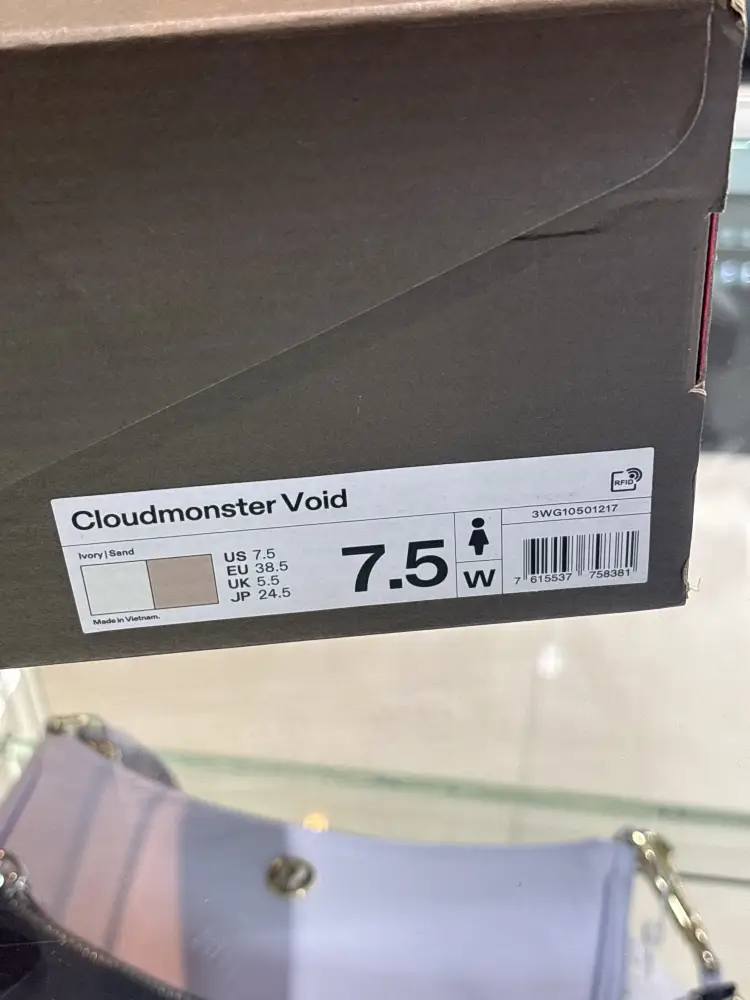 Cloudmonster Void
RFID
Ivory|Sand
US 7.5
EU 38.5
UK 5.5
JP 24.5
Made in Vietnam.
7.5
W
3WG10501217
7 615537 758381